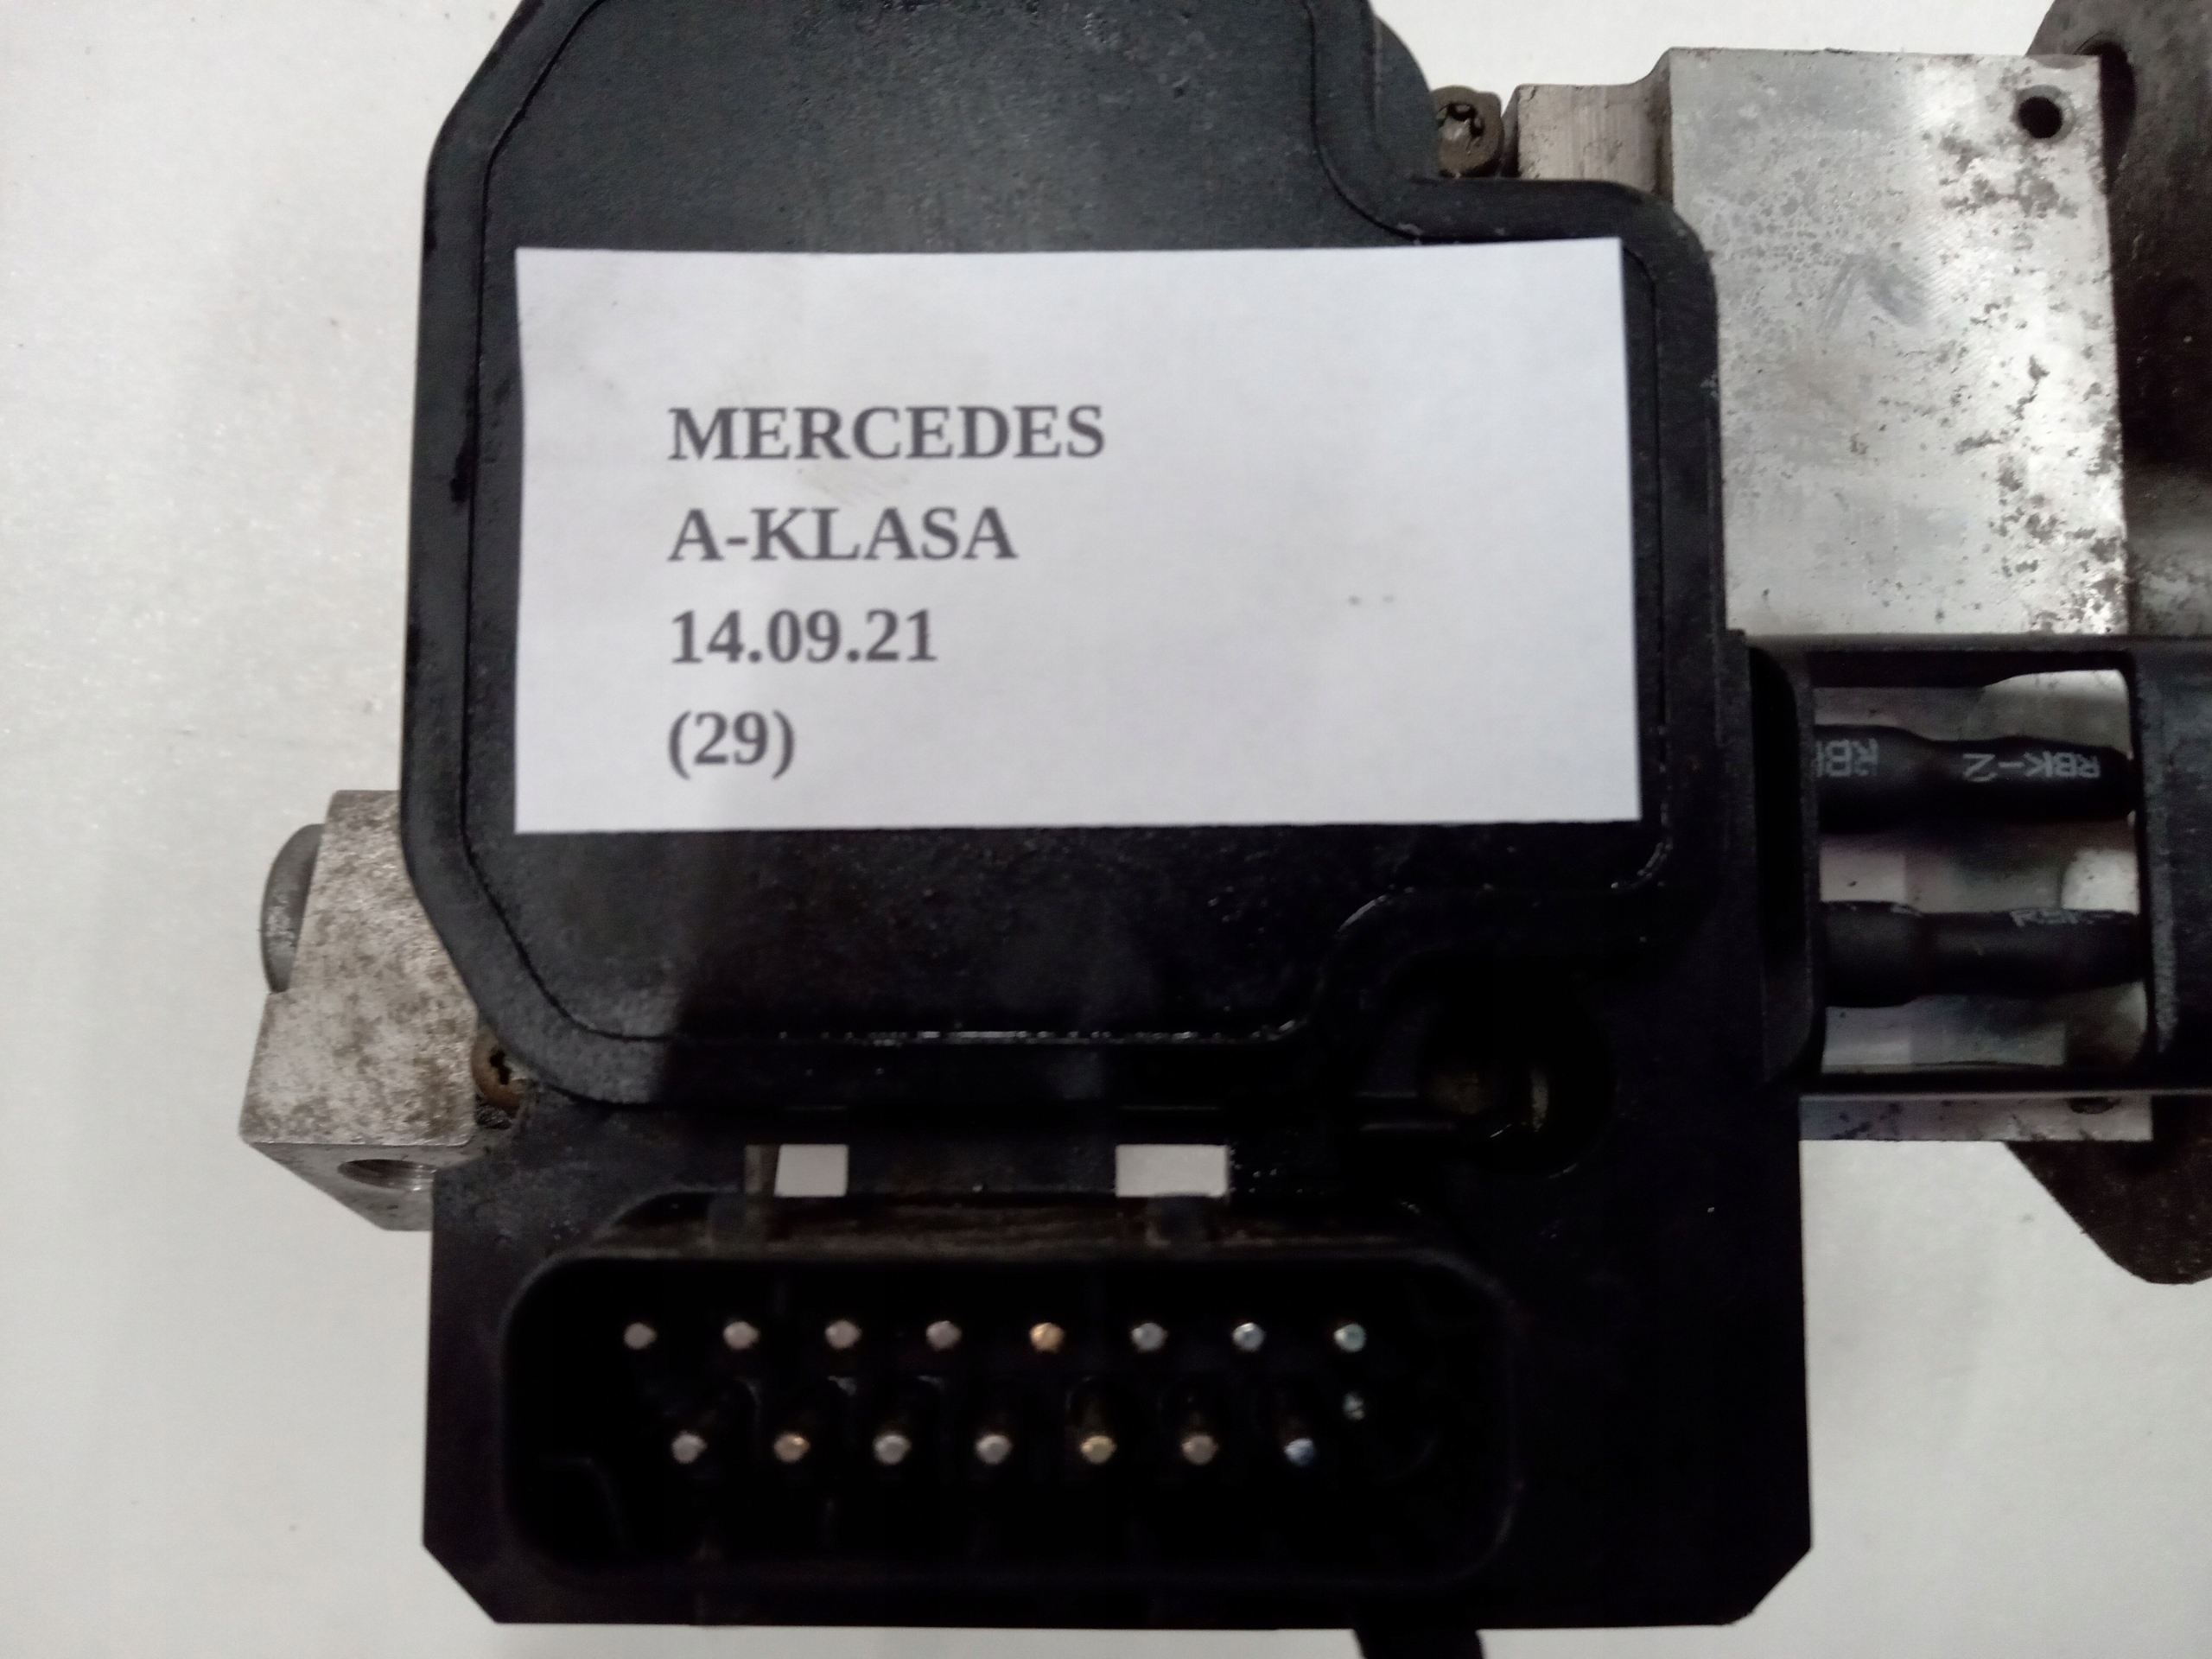 MERCEDES
A-KLASA
14.09.21
(29)
RBK-2